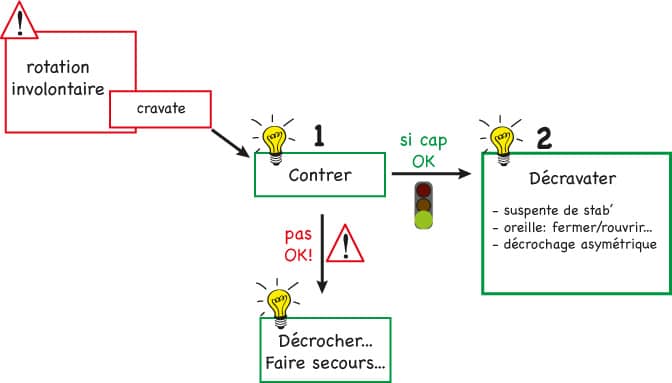 rotation
involontaire
cravate
1
Contrer
si cap
OK
2
Décravater
- suspente de stab'
- oreille: fermer/rouvrir...
- décrochage asymétrique
pas
OK!
!
Décrocher...
Faire secours...